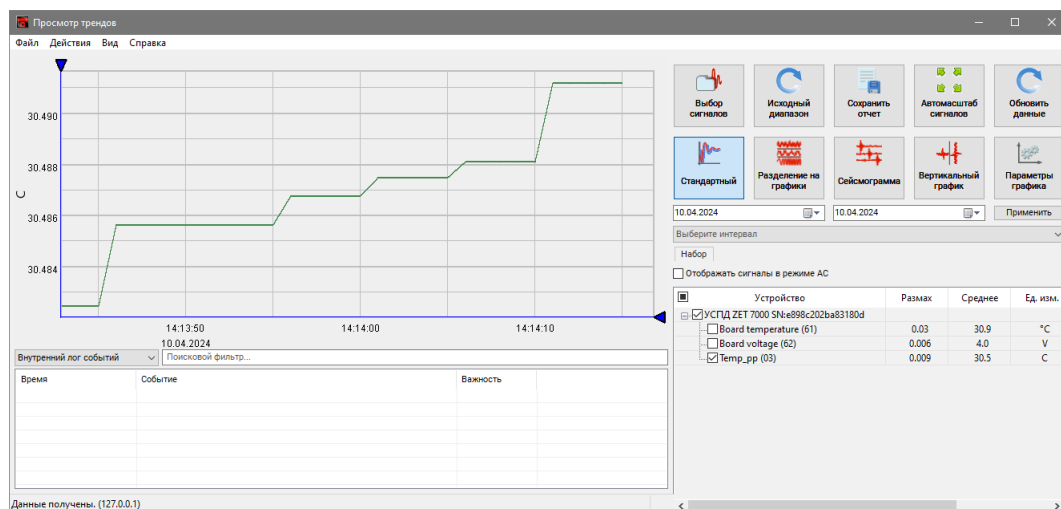 Просмотр трендов
Файл Действия Вид Справка
30.490
30.488
30.486
30.484
C
14:13:50 14:14:00 14:14:10
10.04.2024
Внутренний лог событий Поисковой фильтр...
Время Событие Важность
Данные получены. (127.0.0.1)
Выбор сигналов
Исходный диапазон
Сохранить отчет
Автомасштаб сигналов
Обновить данные
Стандартный
Разделение на графики
Сейсмограмма
Вертикальный график
Параметры графика
10.04.2024 10.04.2024 Применить
Выберите интервал
Набор
Отображать сигналы в режиме AC
Устройство Размах Среднее Ед. изм.
УСПД ZET 7000 SN:e898c202ba83180d
Board temperature (61) 0.03 30.9 °C
Board voltage (62) 0.006 4.0 V
Temp_pp (03) 0.009 30.5 C